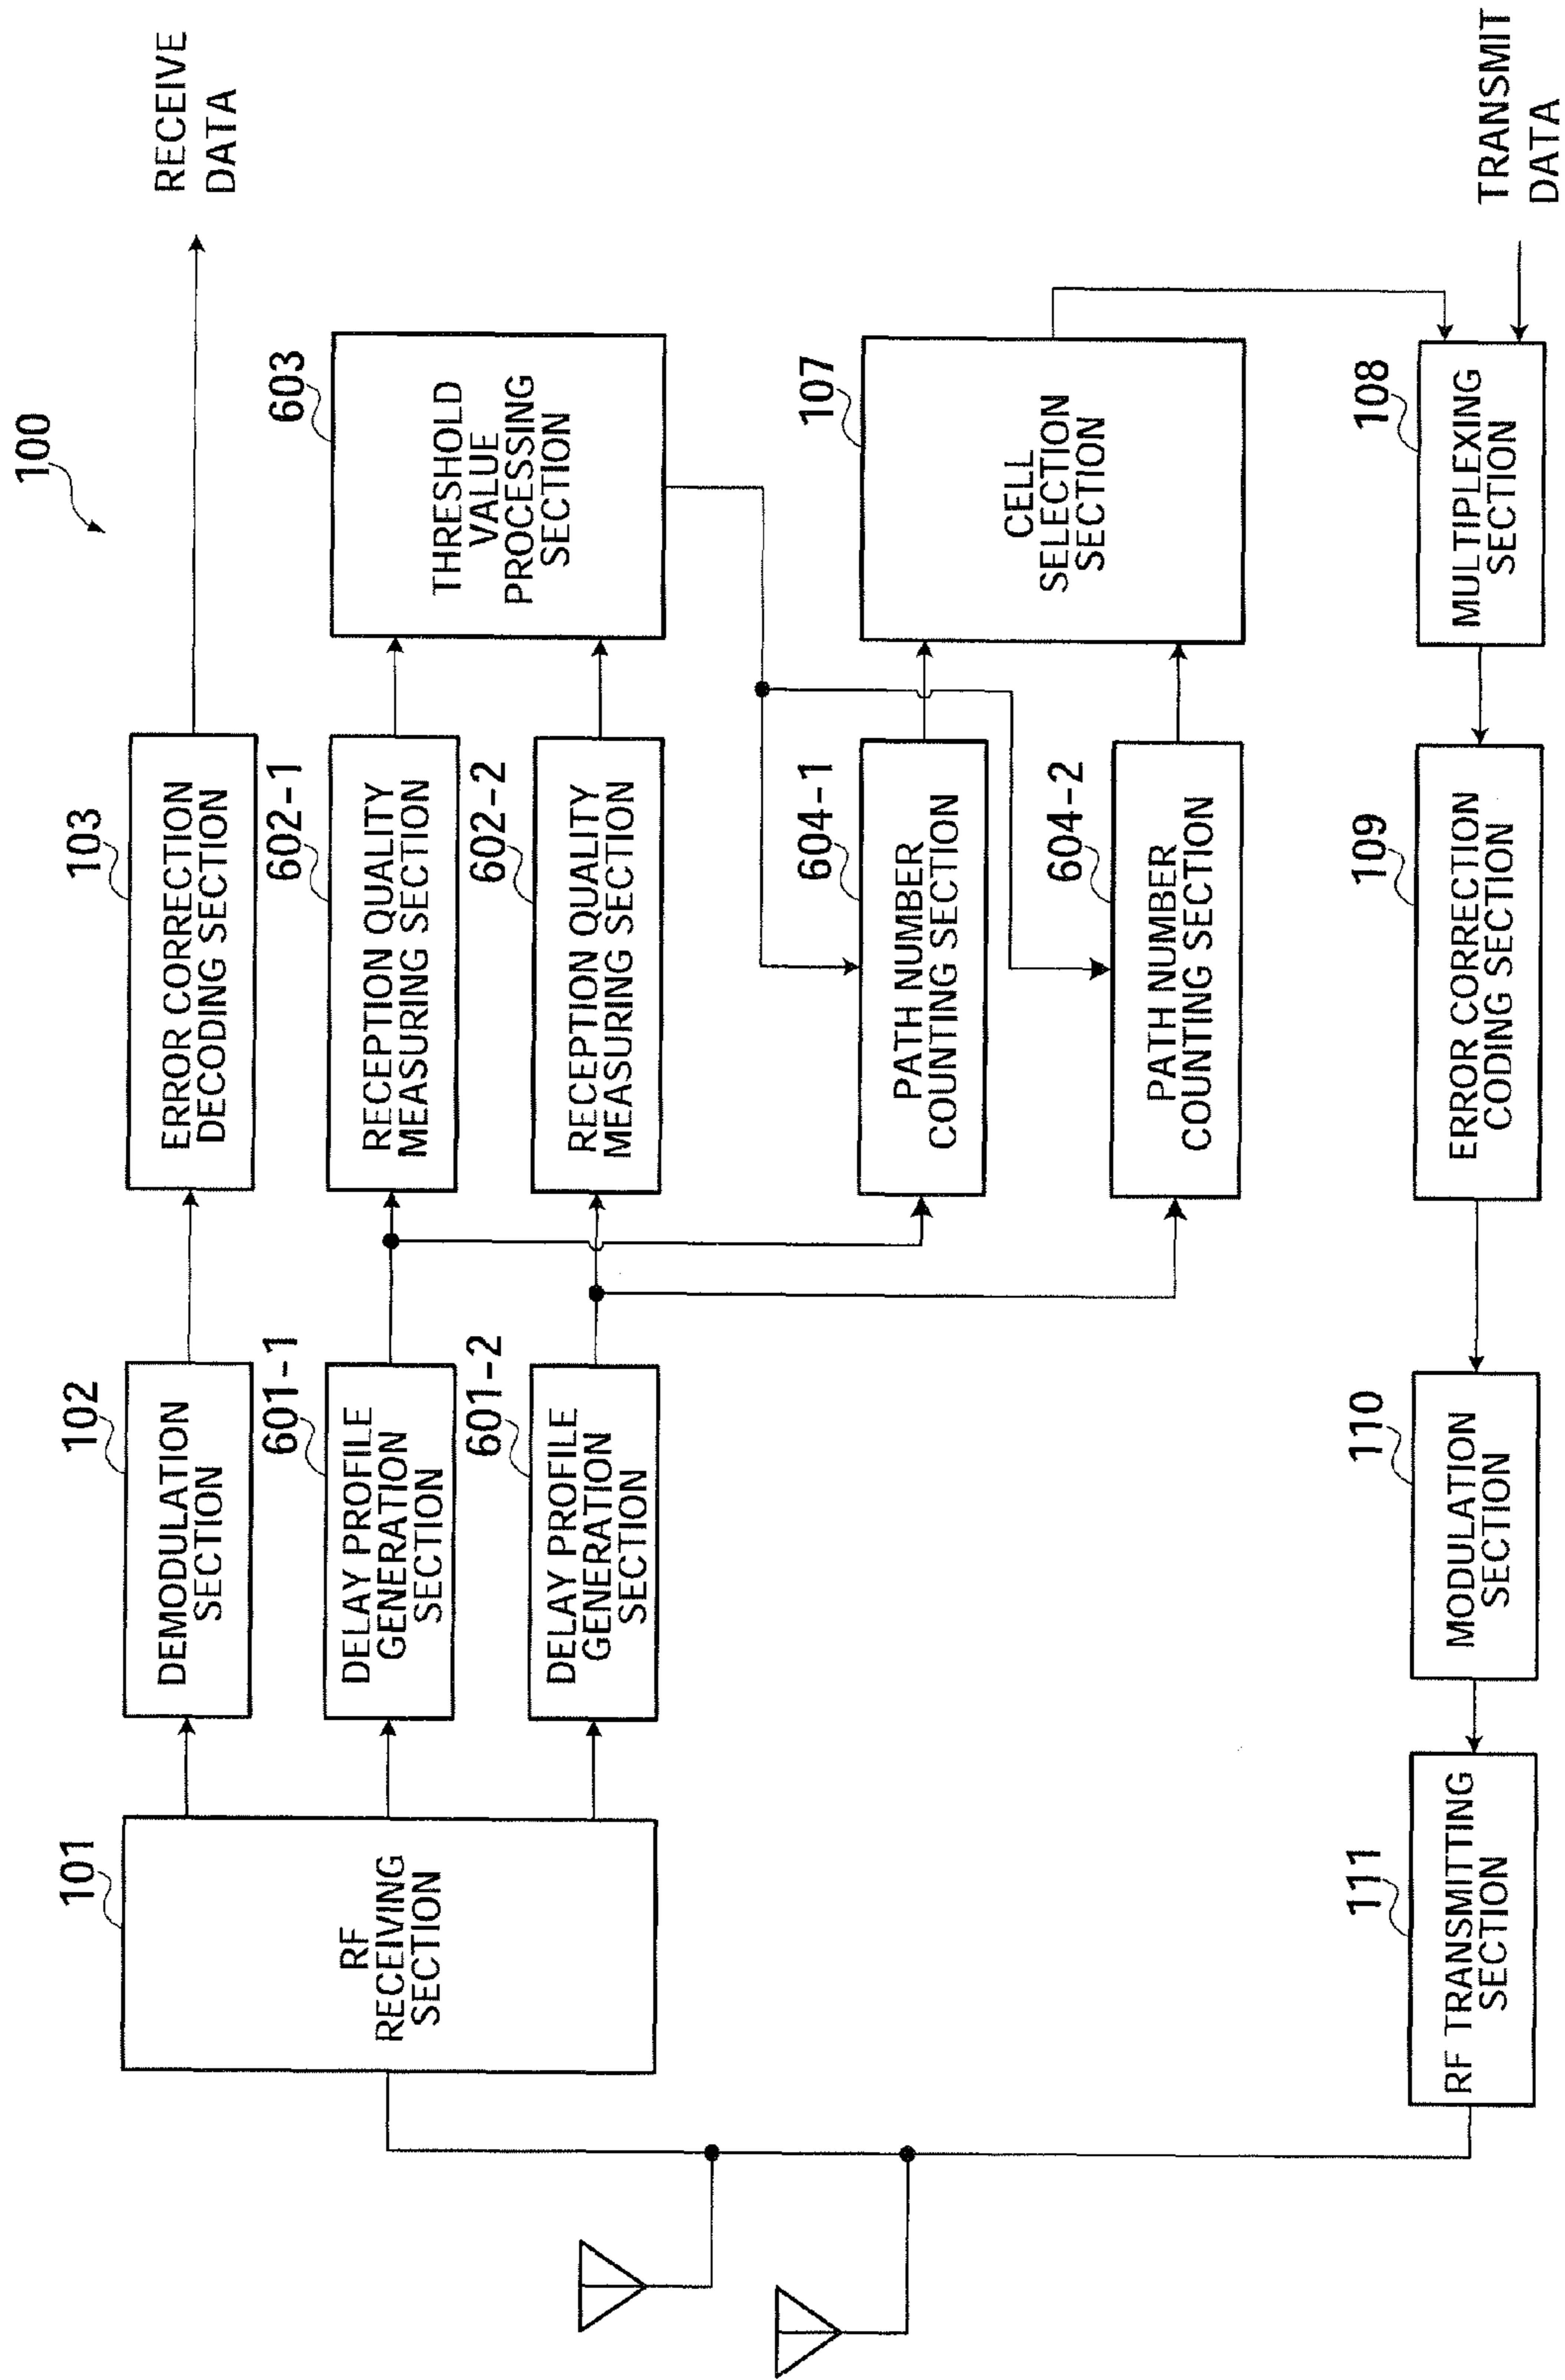 100
101
RF
RECEIVING
SECTION
102
DEMODULATION
SECTION
103
ERROR CORRECTION
DECODING SECTION
RECEIVE
DATA
601-1
DELAY PROFILE
GENERATION
SECTION
602-1
RECEPTION QUALITY
MEASURING SECTION
603
THRESHOLD
VALUE
PROCESSING
SECTION
601-2
DELAY PROFILE
GENERATION
SECTION
602-2
RECEPTION QUALITY
MEASURING SECTION
604-1
PATH NUMBER
COUNTING SECTION
107
CELL
SELECTION
SECTION
604-2
PATH NUMBER
COUNTING SECTION
111
RF TRANSMITTING
SECTION
110
MODULATION
SECTION
109
ERROR CORRECTION
CODING SECTION
108
MULTIPLEXING
SECTION
TRANSMIT
DATA